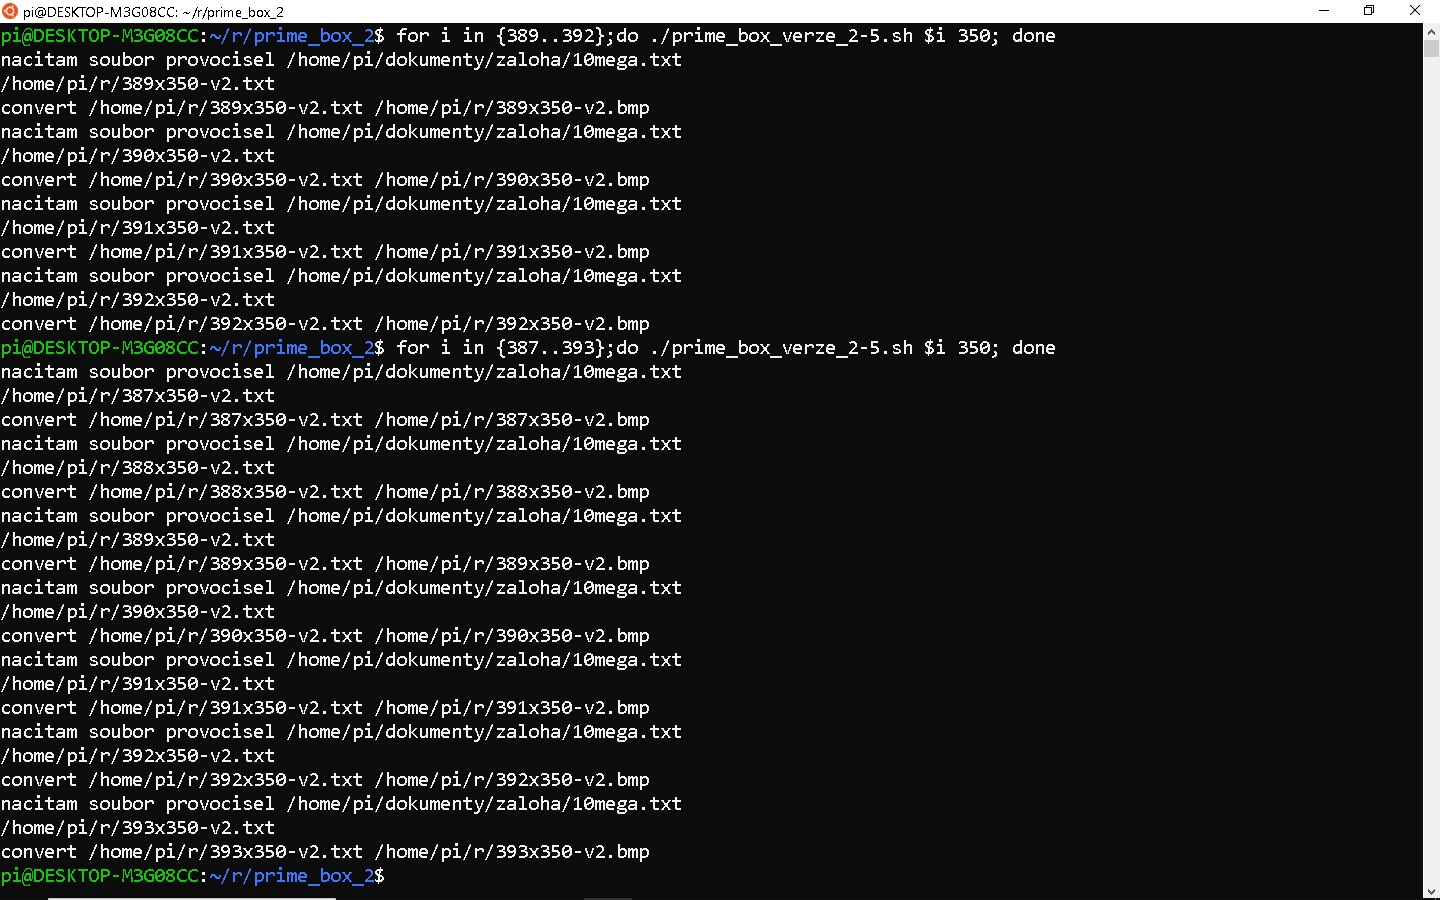 pi@DESKTOP-M3G08CC: ~/r/prime_box_2
pi@DESKTOP-M3G08CC:~/r/prime_box_2$ for i in {389..392};do ./prime_box_verze_2-5.sh $i 350; done
nacitam soubor provocisel /home/pi/dokumenty/zaloha/10mega.txt
/home/pi/r/389x350-v2.txt
convert /home/pi/r/389x350-v2.txt /home/pi/r/389x350-v2.bmp
nacitam soubor provocisel /home/pi/dokumenty/zaloha/10mega.txt
/home/pi/r/390x350-v2.txt
convert /home/pi/r/390x350-v2.txt /home/pi/r/390x350-v2.bmp
nacitam soubor provocisel /home/pi/dokumenty/zaloha/10mega.txt
/home/pi/r/391x350-v2.txt
convert /home/pi/r/391x350-v2.txt /home/pi/r/391x350-v2.bmp
nacitam soubor provocisel /home/pi/dokumenty/zaloha/10mega.txt
/home/pi/r/392x350-v2.txt
convert /home/pi/r/392x350-v2.txt /home/pi/r/392x350-v2.bmp
pi@DESKTOP-M3G08CC:~/r/prime_box_2$ for i in {387..393};do ./prime_box_verze_2-5.sh $i 350; done
nacitam soubor provocisel /home/pi/dokumenty/zaloha/10mega.txt
/home/pi/r/387x350-v2.txt
convert /home/pi/r/387x350-v2.txt /home/pi/r/387x350-v2.bmp
nacitam soubor provocisel /home/pi/dokumenty/zaloha/10mega.txt
/home/pi/r/388x350-v2.txt
convert /home/pi/r/388x350-v2.txt /home/pi/r/388x350-v2.bmp
nacitam soubor provocisel /home/pi/dokumenty/zaloha/10mega.txt
/home/pi/r/389x350-v2.txt
convert /home/pi/r/389x350-v2.txt /home/pi/r/389x350-v2.bmp
nacitam soubor provocisel /home/pi/dokumenty/zaloha/10mega.txt
/home/pi/r/390x350-v2.txt
convert /home/pi/r/390x350-v2.txt /home/pi/r/390x350-v2.bmp
nacitam soubor provocisel /home/pi/dokumenty/zaloha/10mega.txt
/home/pi/r/391x350-v2.txt
convert /home/pi/r/391x350-v2.txt /home/pi/r/391x350-v2.bmp
nacitam soubor provocisel /home/pi/dokumenty/zaloha/10mega.txt
/home/pi/r/392x350-v2.txt
convert /home/pi/r/392x350-v2.txt /home/pi/r/392x350-v2.bmp
nacitam soubor provocisel /home/pi/dokumenty/zaloha/10mega.txt
/home/pi/r/393x350-v2.txt
convert /home/pi/r/393x350-v2.txt /home/pi/r/393x350-v2.bmp
pi@DESKTOP-M3G08CC:~/r/prime_box_2$